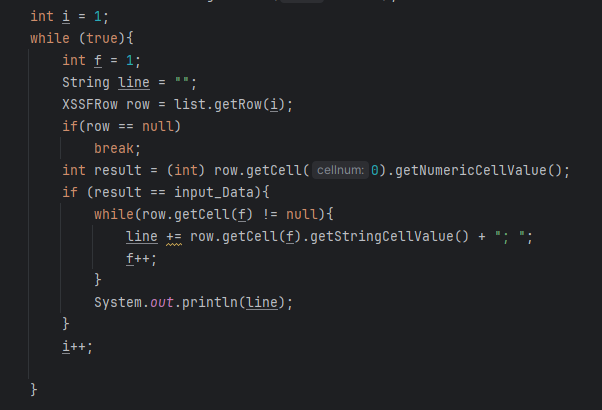 int i = 1;
while (true){
int f = 1;
String line = "";
XSSFRow row = list.getRow(i);
if(row == null)
break;
int result = (int) row.getCell( cellnum: 0).getNumericCellValue();
if (result == input_Data){
while(row.getCell(f) != null){
line += row.getCell(f).getStringCellValue() + "; ";
f++;
}
System.out.println(line);
}
i++;
}